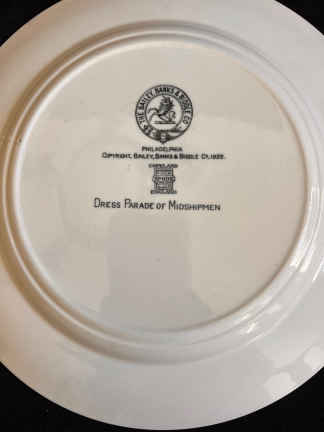 THE BAILEY, BANKS & BIDDLE CO
PHILADELPHIA
COPYRIGHT, BAILEY, BANKS & BIDDLE CO.,
COPELAND
DRESS PARADE OF MIDSHIPMEN